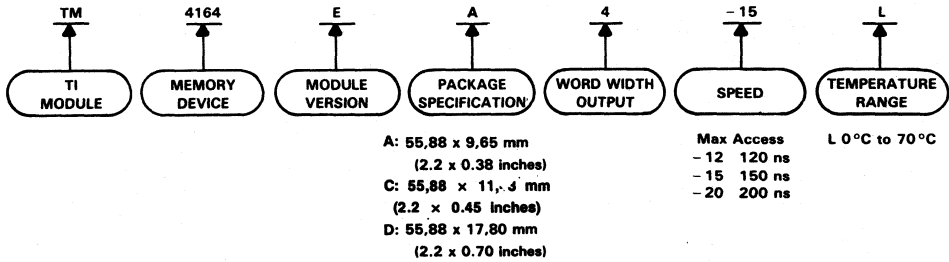 TM 4164 E A 4 -15 L
TI MODULE
MEMORY DEVICE
MODULE VERSION
PACKAGE SPECIFICATION
WORD WIDTH OUTPUT
SPEED
TEMPERATURE RANGE
A: 55,88 x 9,65 mm
(2.2 x 0.38 inches)
C: 55,88 x mm
(2.2 x 0.45 inches)
D: 55,88 x 17,80 mm
(2.2 x 0.70 inches)
Max Access
-12 120 ns
-15 150 ns
-20 200 ns
L 0°C to 70°C